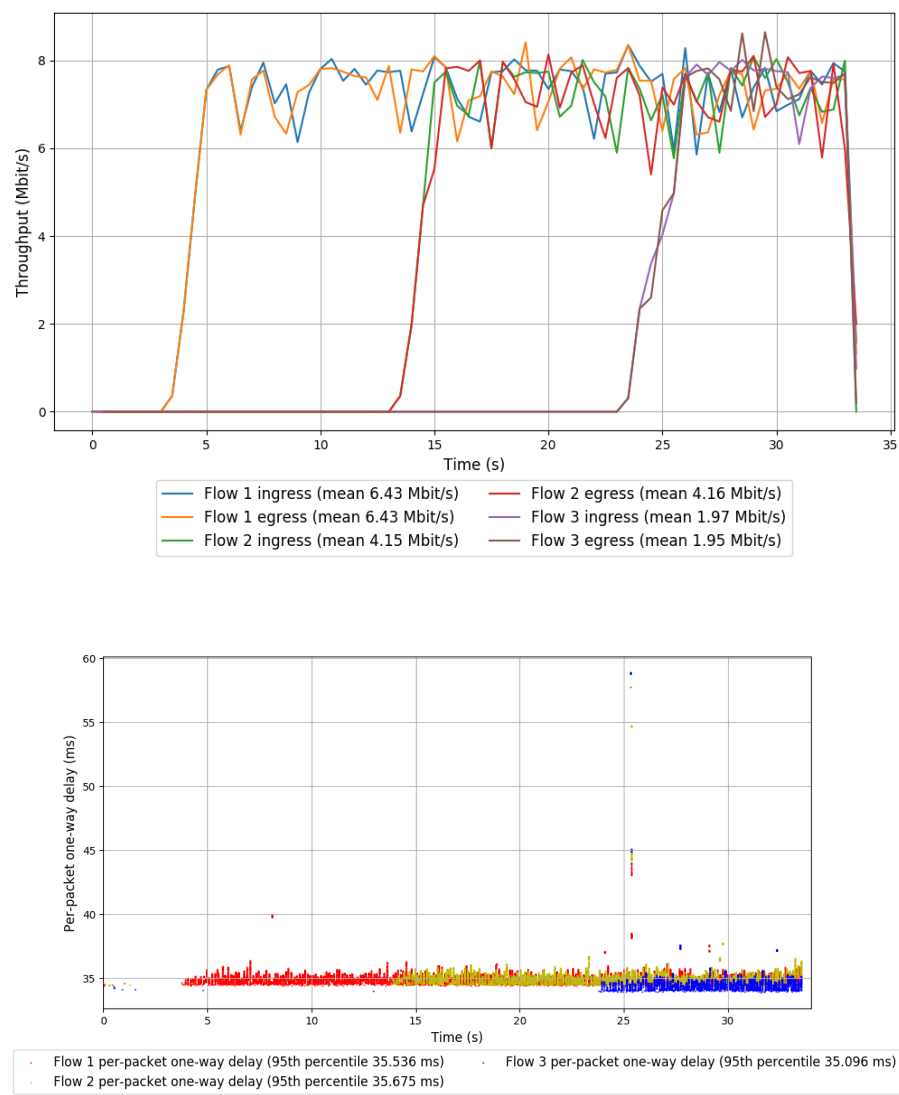 8
6
4
2
0
Throughput (Mbit/s)
0 5 10 15 20 25 30 35
Time (s)
Flow 1 ingress (mean 6.43 Mbit/s) Flow 2 egress (mean 4.16 Mbit/s)
Flow 1 egress (mean 6.43 Mbit/s) Flow 3 ingress (mean 1.97 Mbit/s)
Flow 2 ingress (mean 4.15 Mbit/s) Flow 3 egress (mean 1.95 Mbit/s)
60
55
50
45
40
35
Per-packet one-way delay (ms)
0 5 10 15 20 25 30
Time (s)
Flow 1 per-packet one-way delay (95th percentile 35.536 ms) Flow 3 per-packet one-way delay (95th percentile 35.096 ms)
Flow 2 per-packet one-way delay (95th percentile 35.675 ms)